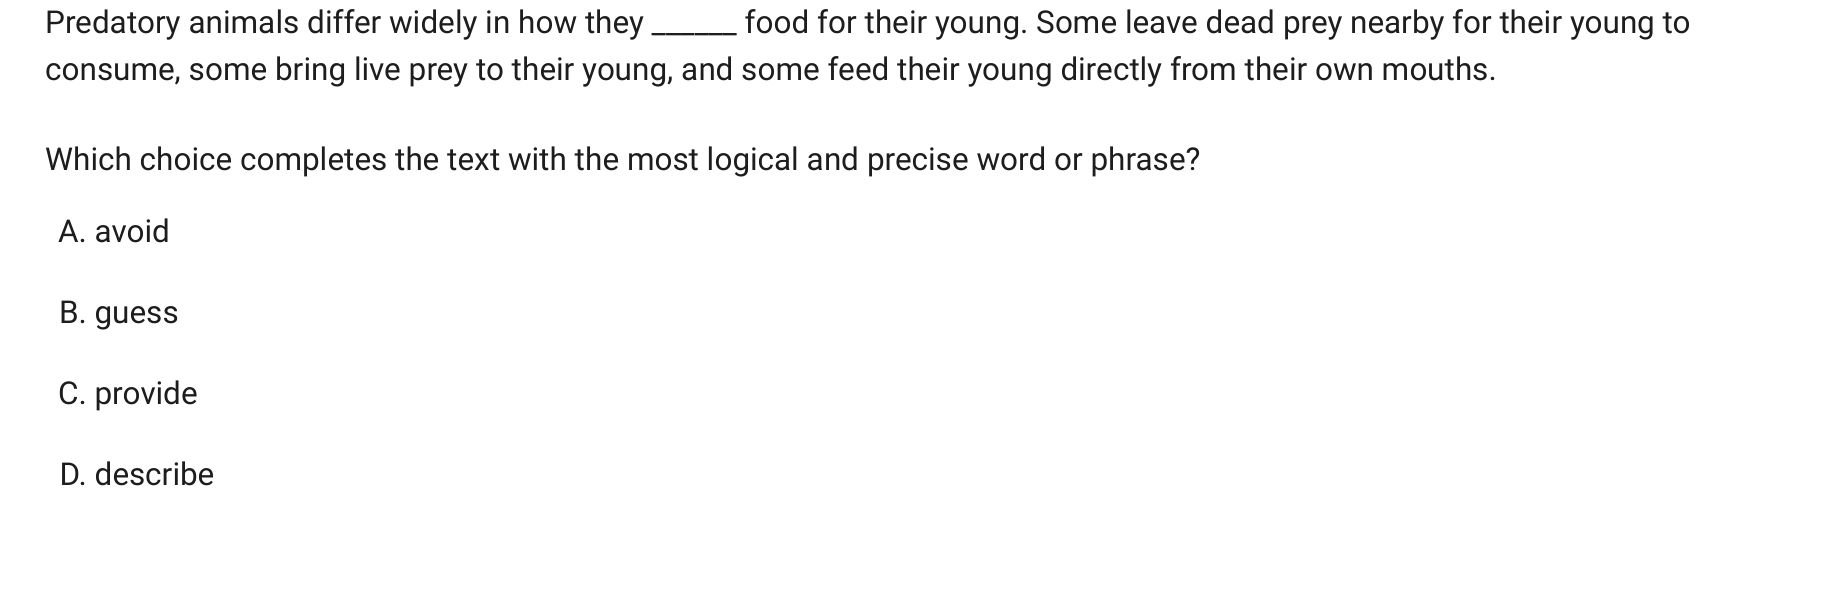 Predatory animals differ widely in how they ______ food for their young. Some leave dead prey nearby for their young to
consume, some bring live prey to their young, and some feed their young directly from their own mouths.
Which choice completes the text with the most logical and precise word or phrase?
A. avoid
B. guess
C. provide
D. describe